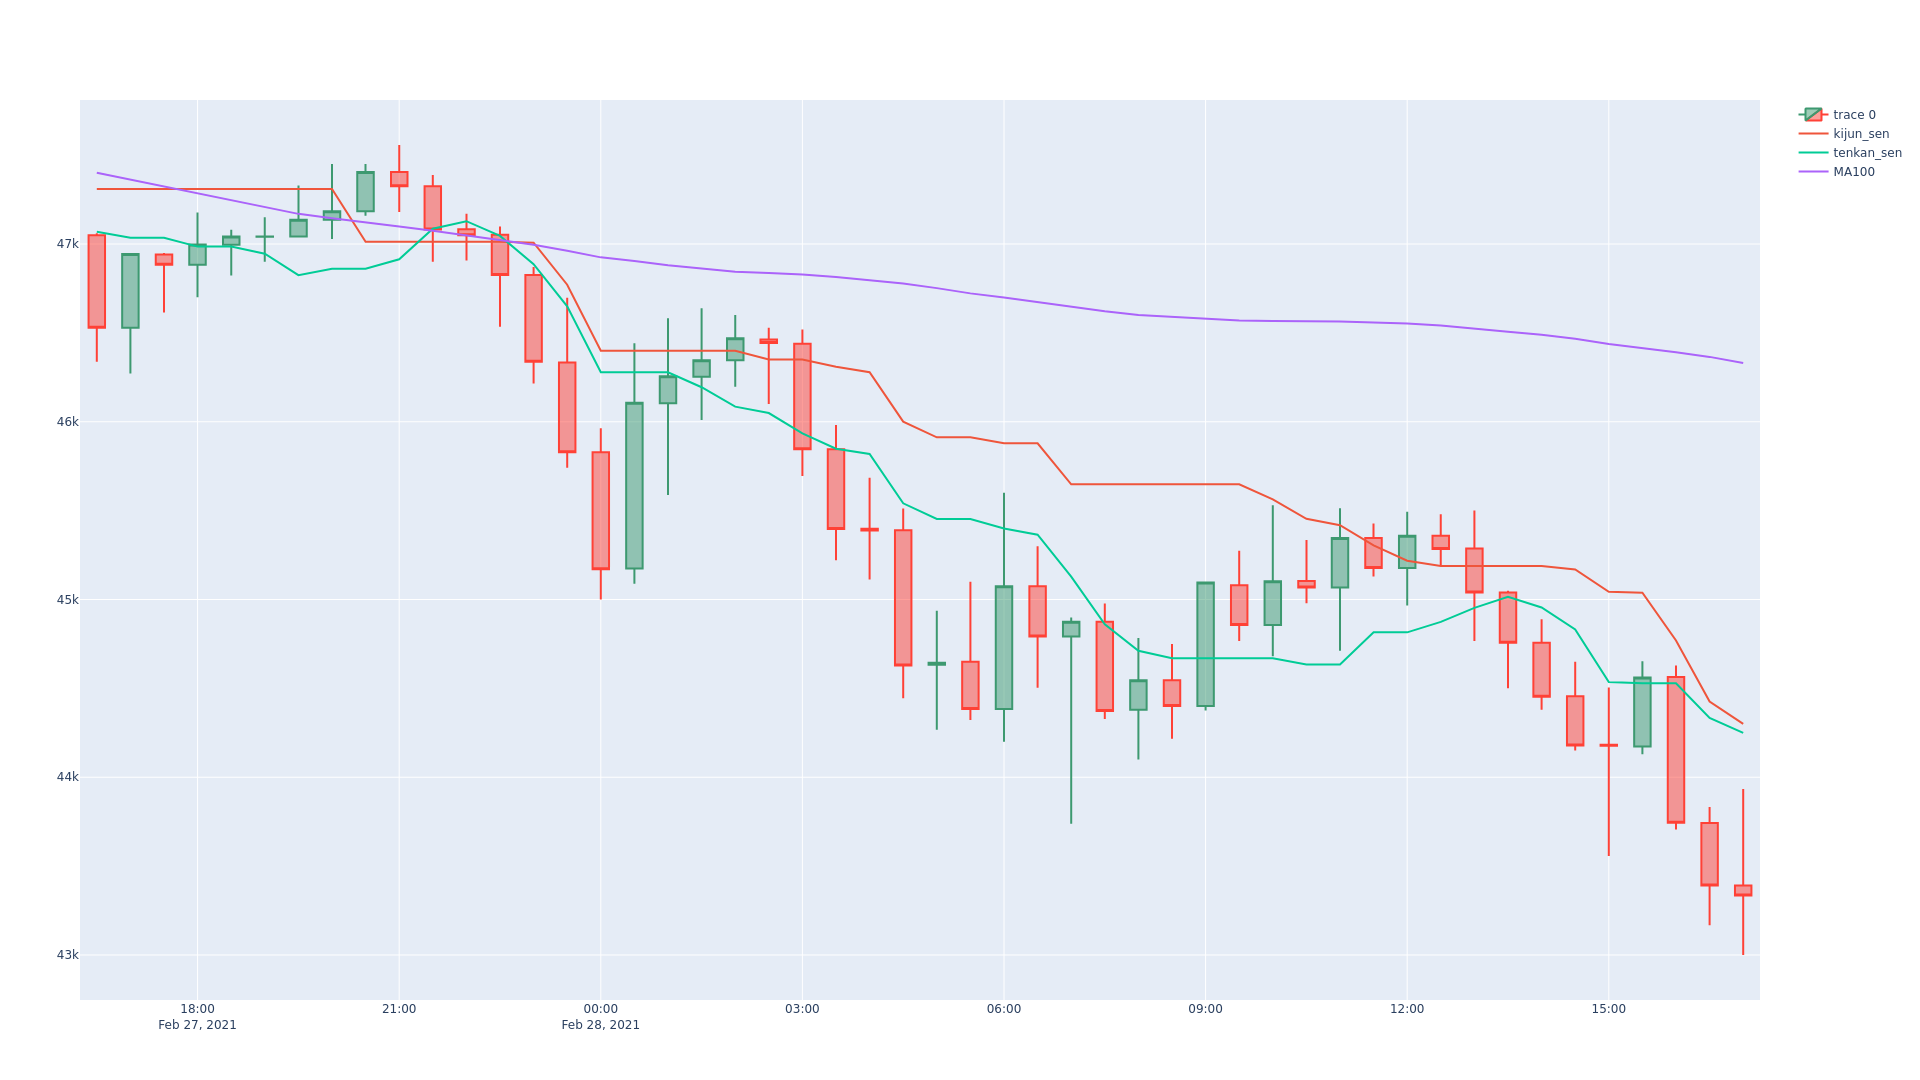 trace 0
kijun_sen
tenkan_sen
MA100
47k
46k
45k
44k
43k
18:00
Feb 27, 2021
21:00
00:00
Feb 28, 2021
03:00
06:00
09:00
12:00
15:00